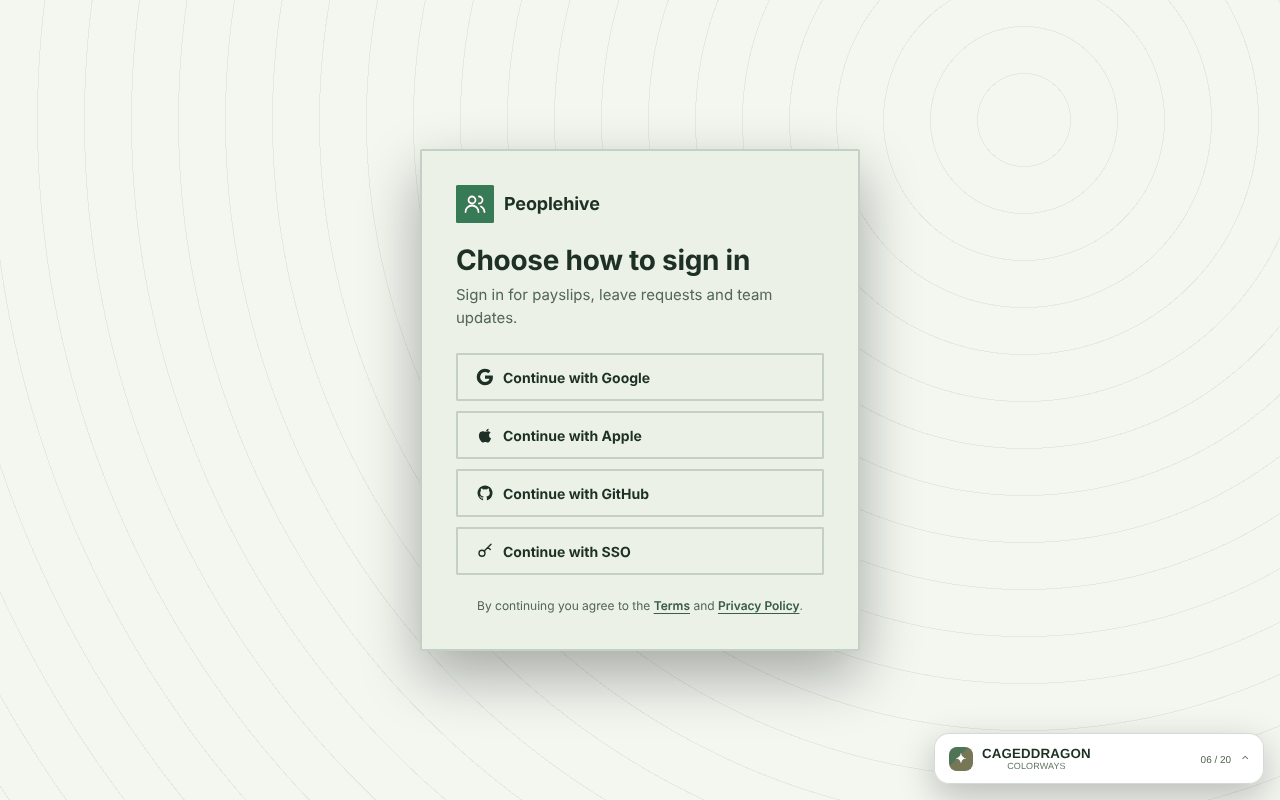 Peoplehive
Choose how to sign in
Sign in for payslips, leave requests and team
updates.
Continue with Google
Continue with Apple
Continue with GitHub
Continue with SSO
By continuing you agree to the Terms and Privacy Policy.
CAGEDDRAGON
COLORWAYS
06 / 20